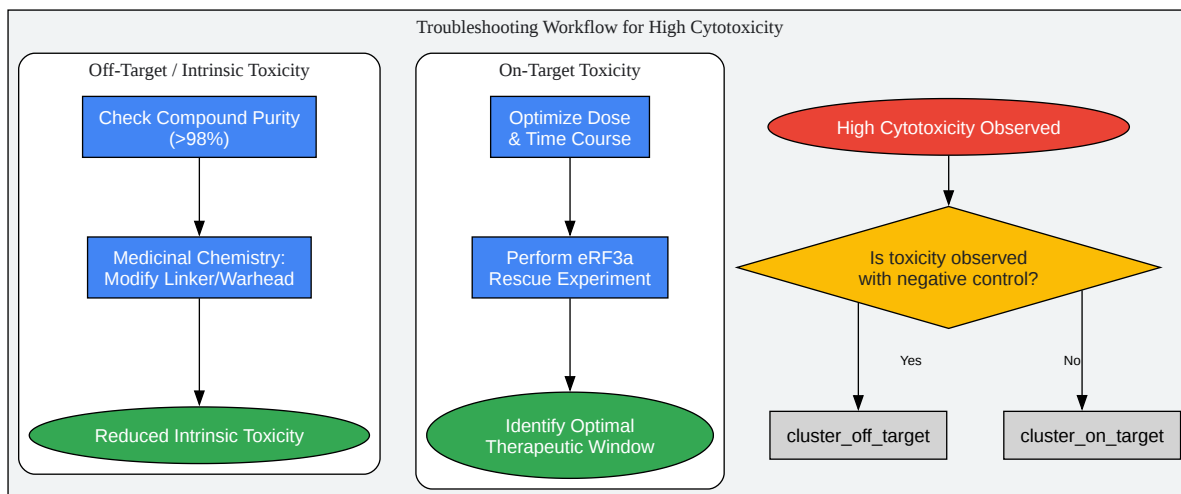 Troubleshooting Workflow for High Cytotoxicity
Off-Target / Intrinsic Toxicity
Check Compound Purity
(>98%)
Medicinal Chemistry:
Modify Linker/Warhead
Reduced Intrinsic Toxicity
On-Target Toxicity
Optimize Dose
& Time Course
Perform eRF3a
Rescue Experiment
Identify Optimal
Therapeutic Window
High Cytotoxicity Observed
Is toxicity observed
with negative control?
Yes
No
cluster_off_target
cluster_on_target